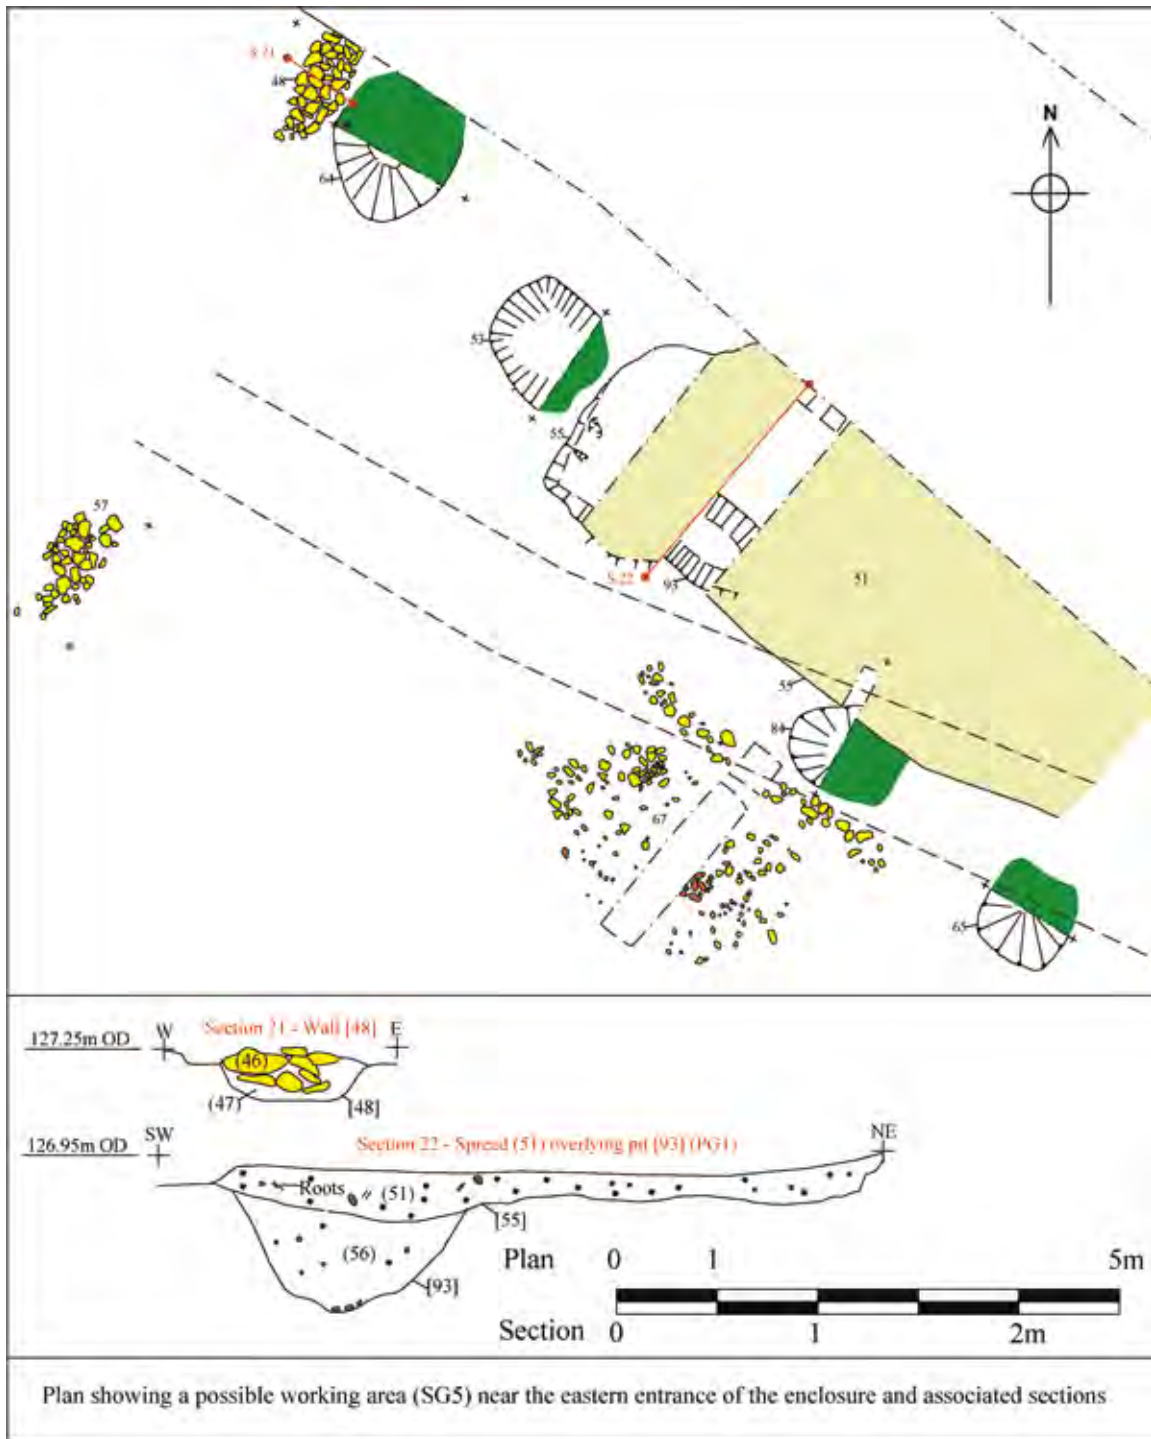 N
S 21
48
64
53
55
57
S 22
93
51
55
84
67
65
Section 21 - Wall [48]
127.25m OD
W
E
(46)
(47)
[48]
Section 22 - Spread (51) overlying pit [93] (PG1)
126.95m OD
SW
NE
Roots
(51)
[55]
(56)
[93]
Plan 0 1 5m
Section 0 1 2m
Plan showing a possible working area (SG5) near the eastern entrance of the enclosure and associated sections